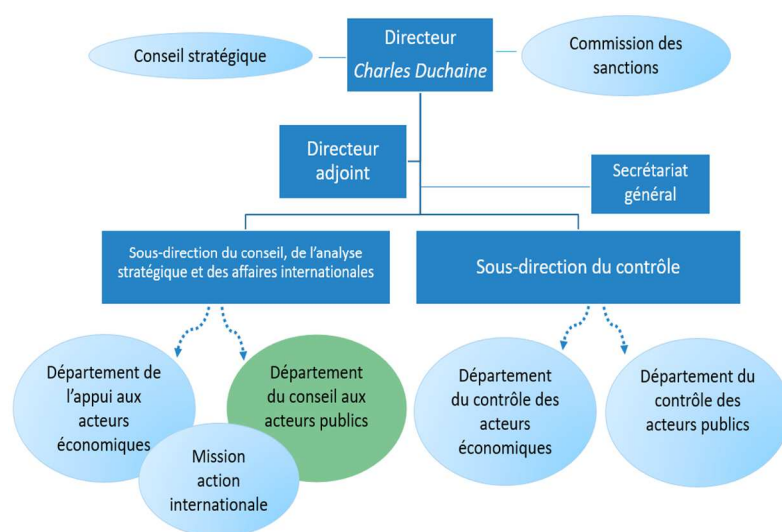 Conseil stratégique
Directeur
Charles Duchaine
Commission des
sanctions
Directeur
adjoint
Secrétariat
général
Sous-direction du conseil, de l’analyse
stratégique et des affaires internationales
Sous-direction du contrôle
Département de
l’appui aux
acteurs
économiques
Département
du conseil aux
acteurs publics
Mission
action
internationale
Département
du contrôle des
acteurs
économiques
Département du
contrôle des
acteurs publics